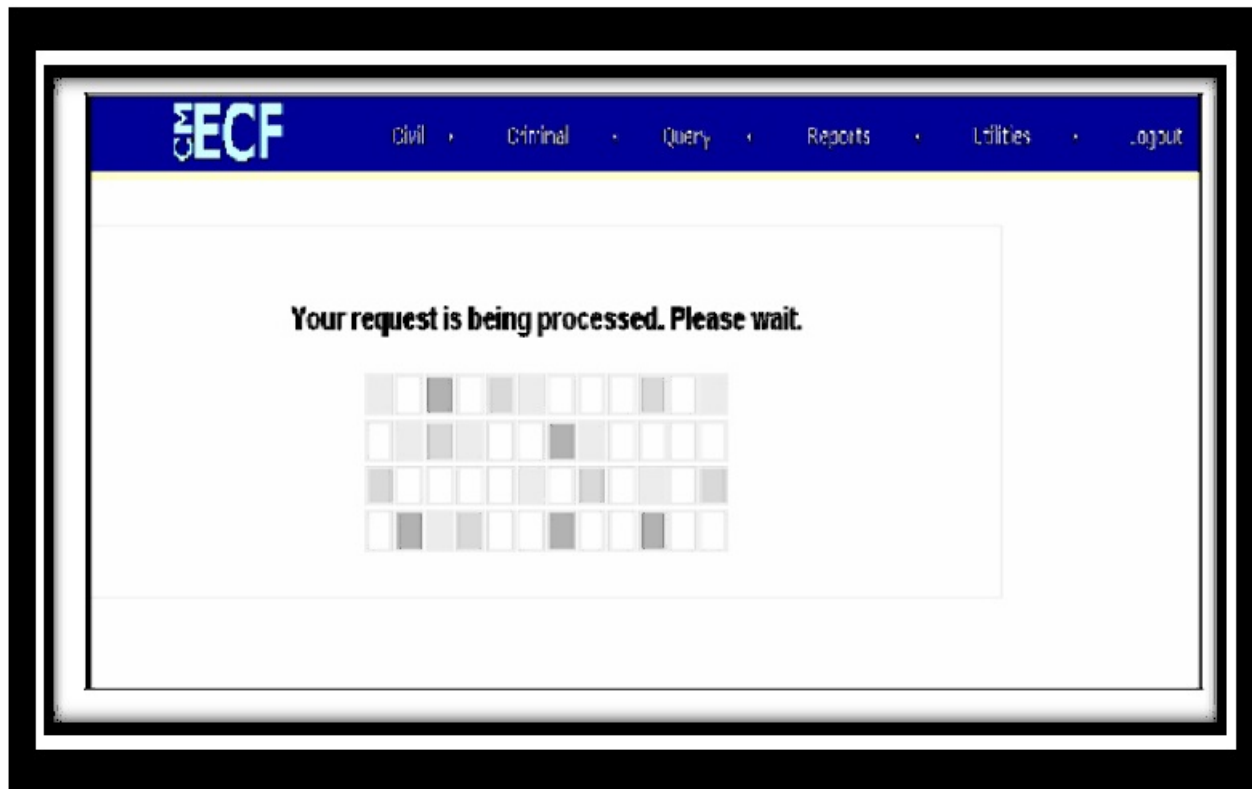 CM ECF Civil Criminal Query Reports Utilities Logout
Your request is being processed. Please wait.